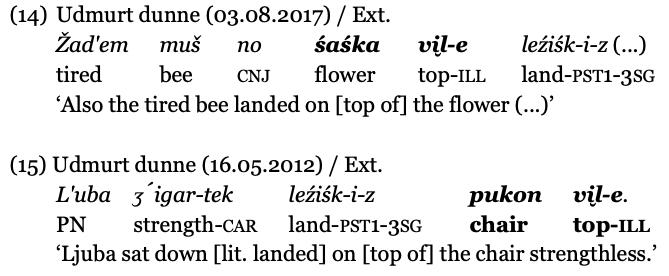 (14) Udmurt dunne (03.08.2017) / Ext.
Žad'em muš no śaśka vi̮l-e leźiśk-i-z (...)
tired bee CNJ flower top-ILL land-PST1-3SG
‘Also the tired bee landed on [top of] the flower (...)’
(15) Udmurt dunne (16.05.2012) / Ext.
L'uba ʒ́igar-tek leźiśk-i-z pukon vi̮l-e.
PN strength-CAR land-PST1-3SG chair top-ILL
‘Ljuba sat down [lit. landed] on [top of] the chair strengthless.’